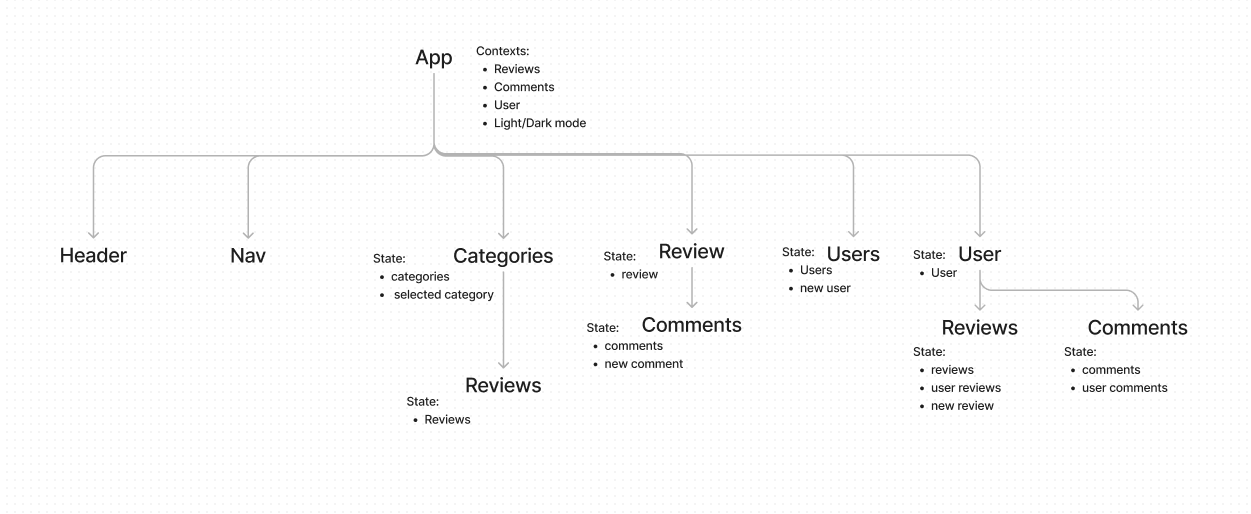 App
Contexts:
• Reviews
• Comments
• User
• Light/Dark mode
Header
Nav
Categories
State:
• categories
• selected category
Reviews
State:
• Reviews
Review
State:
• review
Comments
State:
• comments
• new comment
Users
State:
• Users
• new user
User
State:
• User
Reviews
State:
• reviews
• user reviews
• new review
Comments
State:
• comments
• user comments